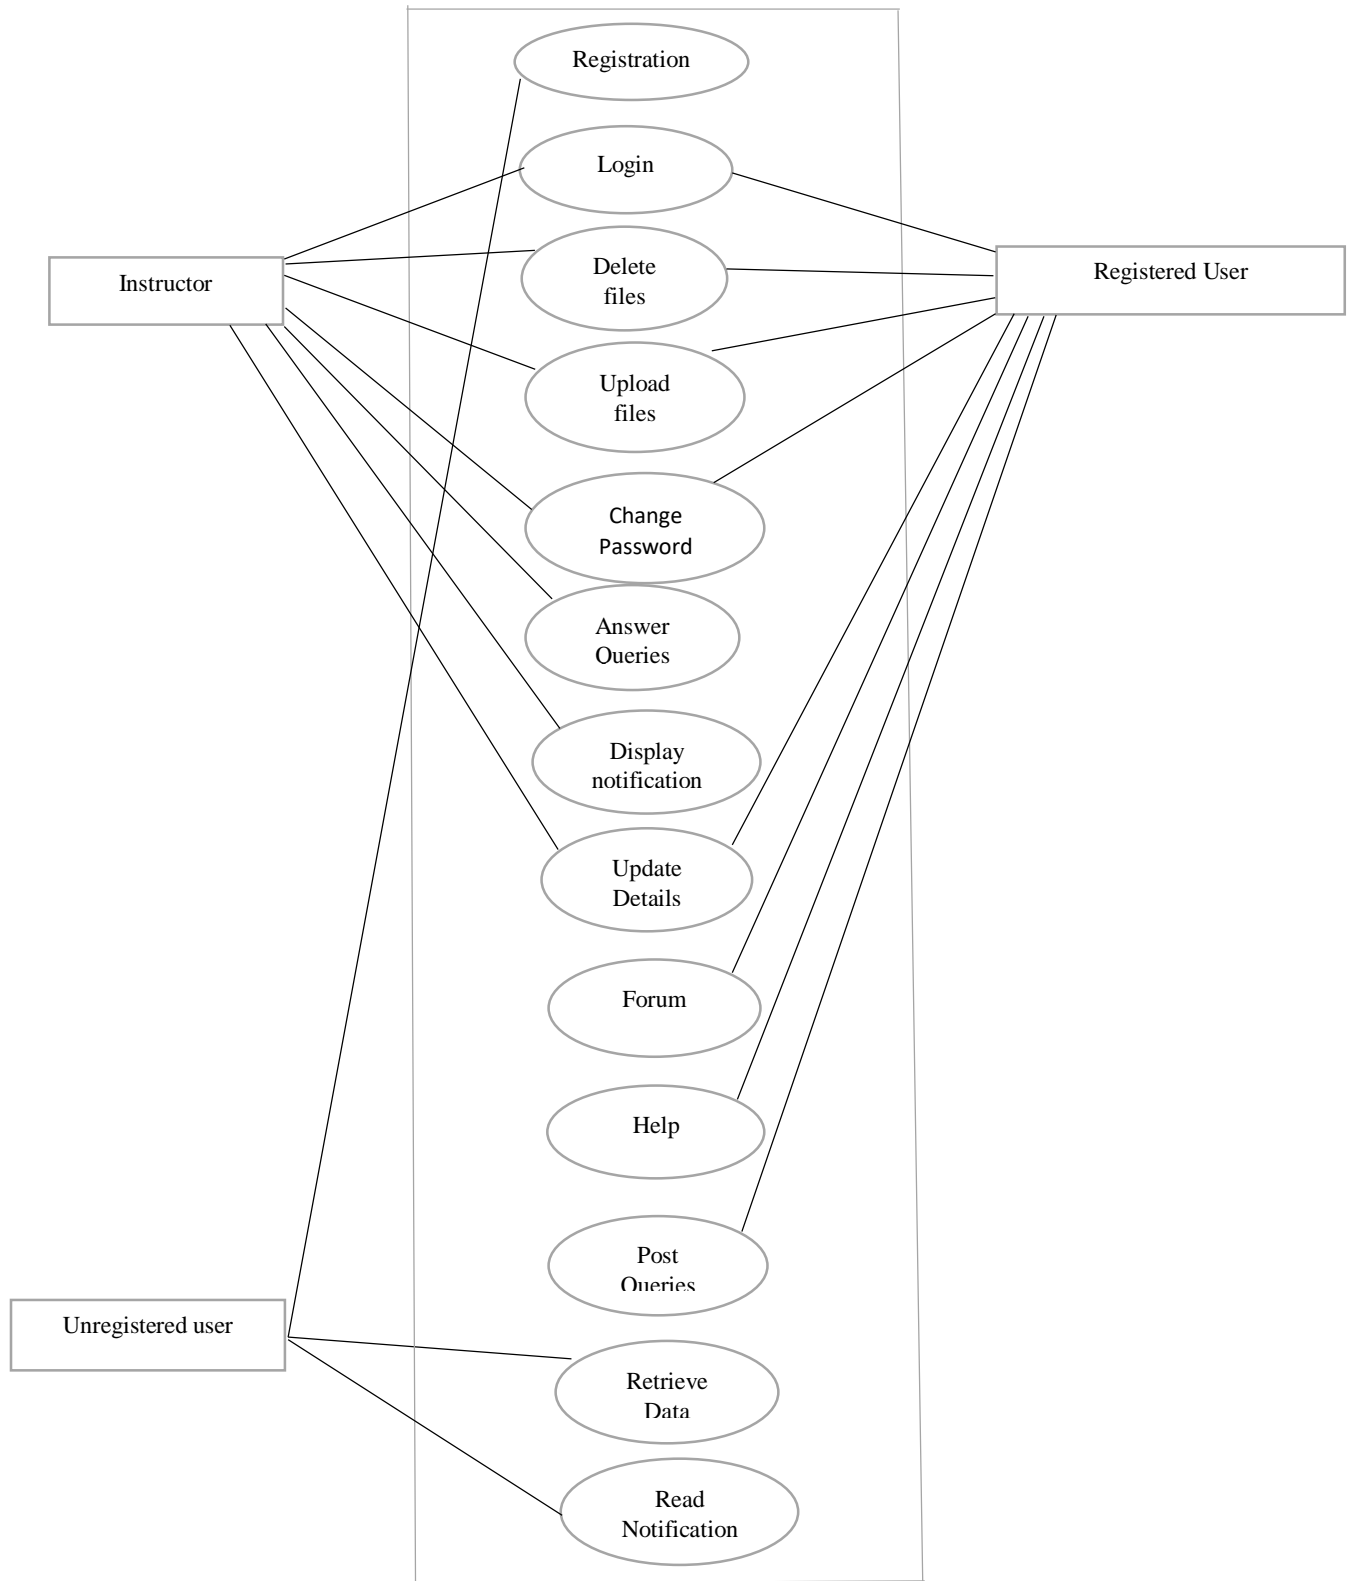 Registration
Login
Instructor
Delete
files
Registered User
Upload
files
Change
Password
Answer
Queries
Display
notification
Update
Details
Forum
Help
Post
Queries
Unregistered user
Retrieve
Data
Read
Notification